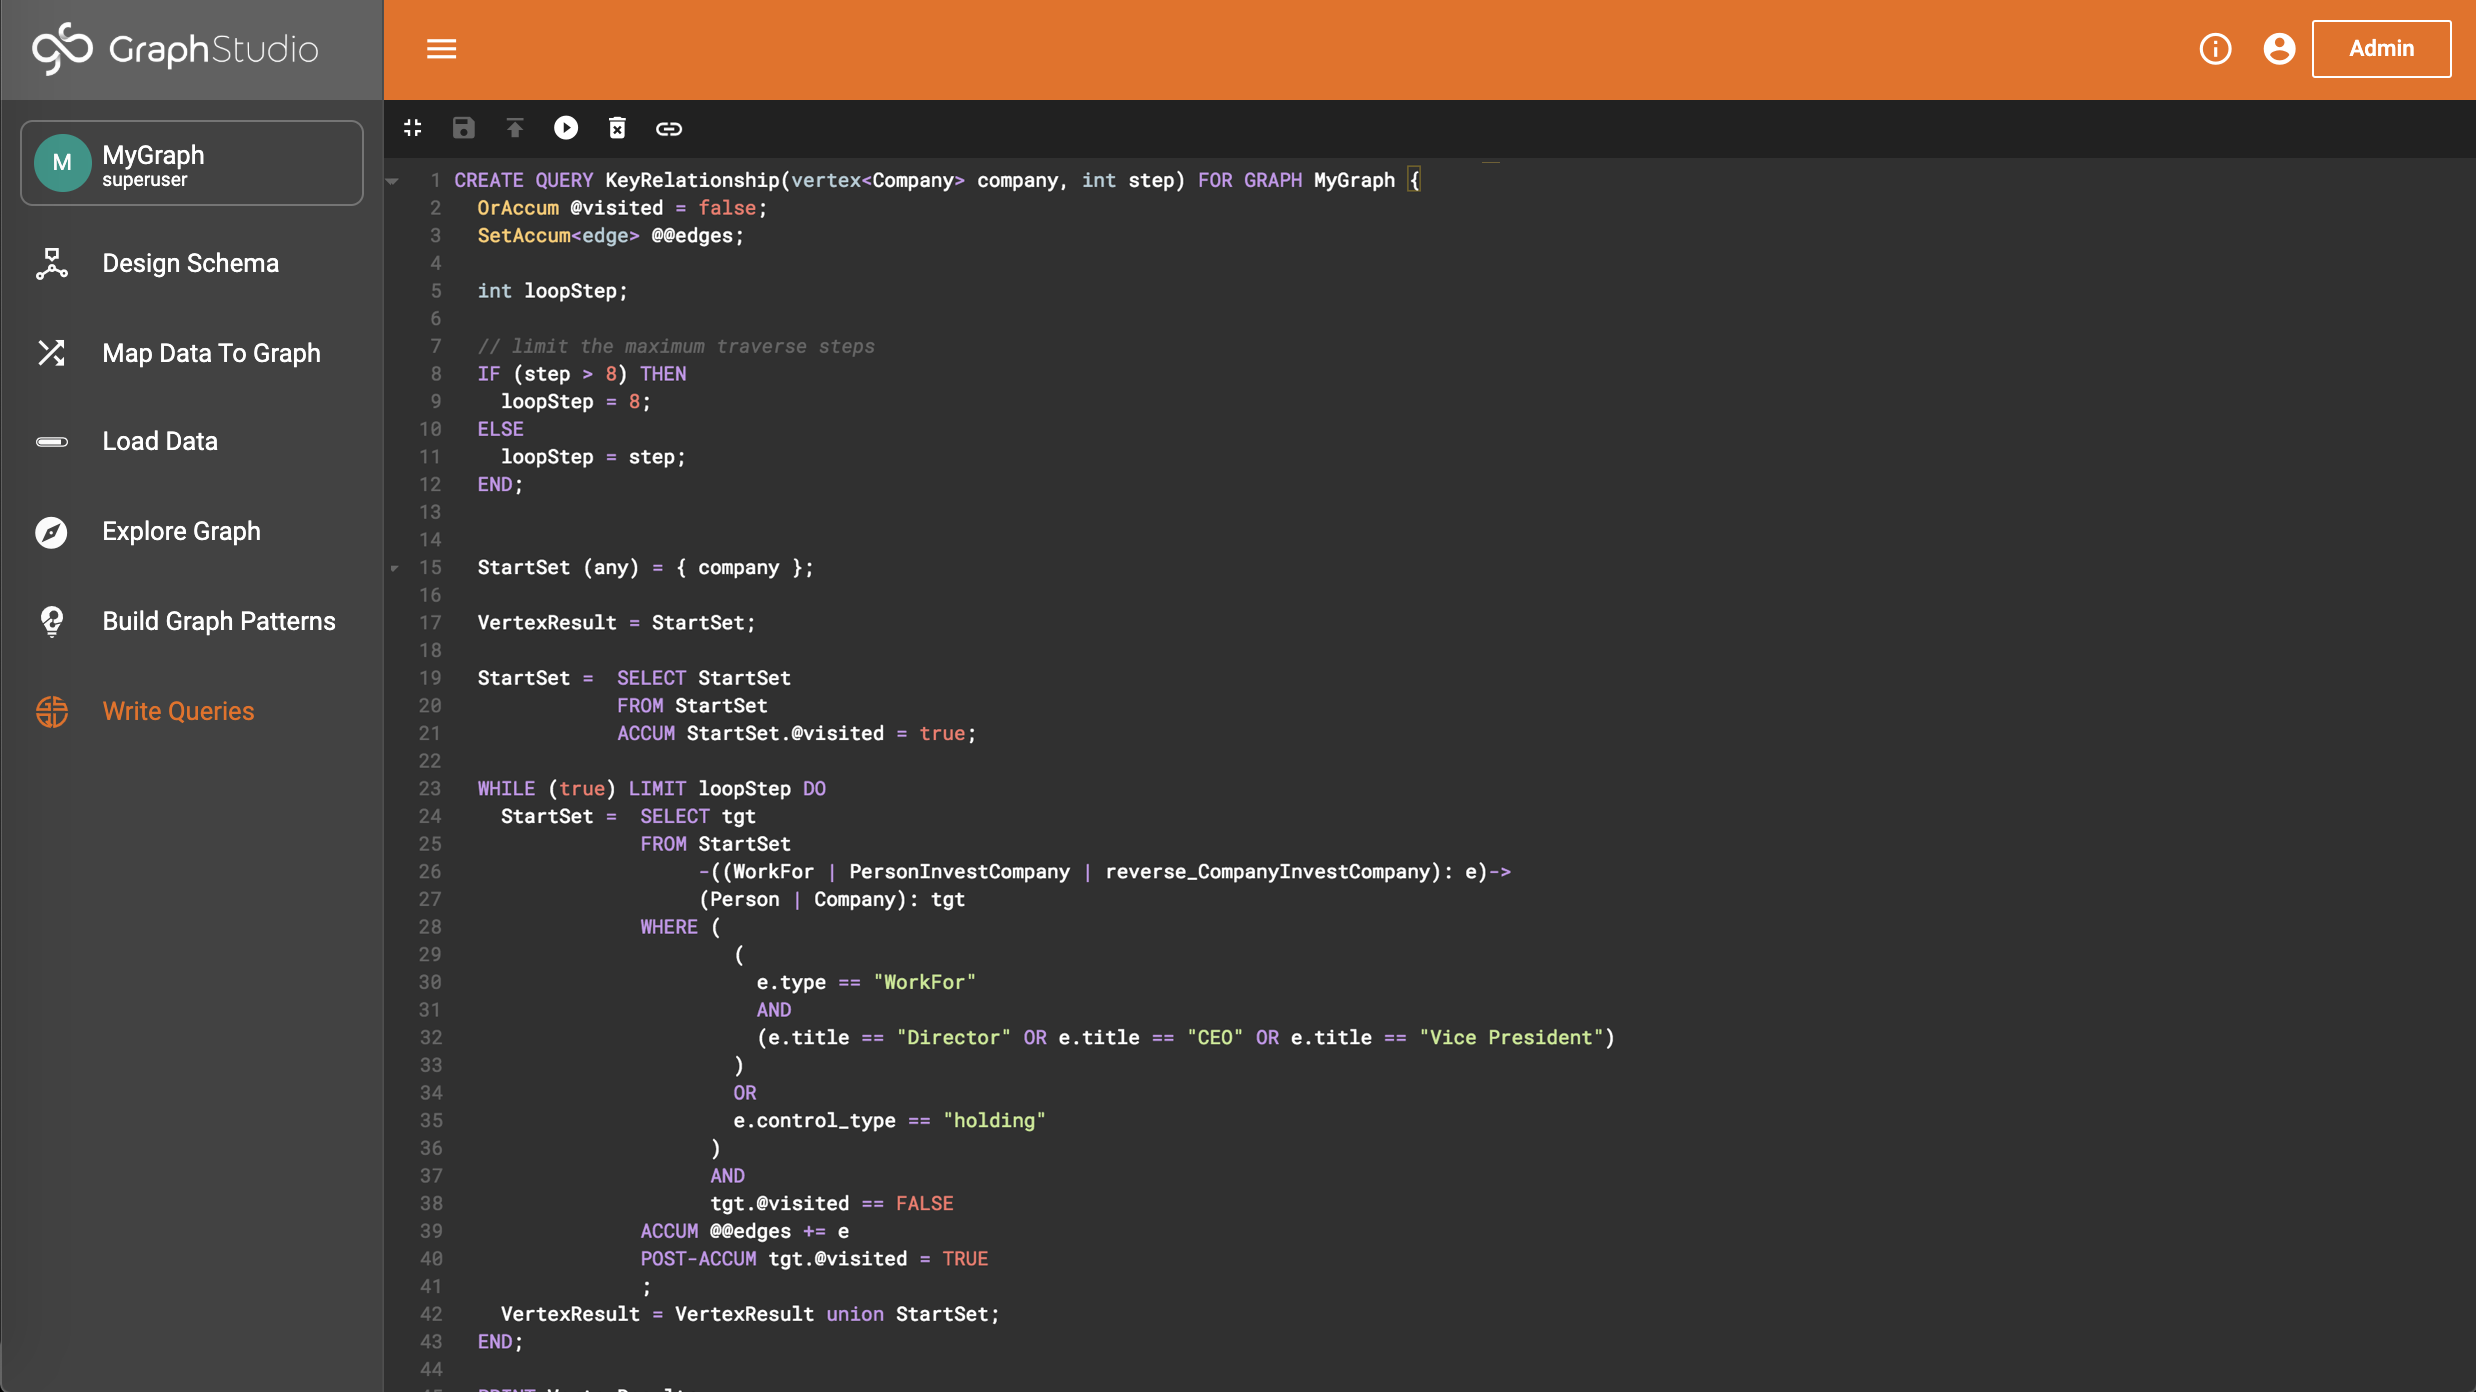 GraphStudio
Admin
M
MyGraph
superuser
Design Schema
Map Data To Graph
Load Data
Explore Graph
Build Graph Patterns
Write Queries
1 CREATE QUERY KeyRelationship(vertex<Company> company, int step) FOR GRAPH MyGraph {
2 OrAccum @visited = false;
3 SetAccum<edge> @@edges;
4
5 int loopStep;
6
7 // limit the maximum traverse steps
8 IF (step > 8) THEN
9 loopStep = 8;
10 ELSE
11 loopStep = step;
12 END;
13
14
15 StartSet (any) = { company };
16
17 VertexResult = StartSet;
18
19 StartSet = SELECT StartSet
20 FROM StartSet
21 ACCUM StartSet.@visited = true;
22
23 WHILE (true) LIMIT loopStep DO
24 StartSet = SELECT tgt
25 FROM StartSet
26 -((WorkFor | PersonInvestCompany | reverse_CompanyInvestCompany): e)->
27 (Person | Company): tgt
28 WHERE (
29 (
30 e.type == "WorkFor"
31 AND
32 (e.title == "Director" OR e.title == "CEO" OR e.title == "Vice President")
33 )
34 OR
35 e.control_type == "holding"
36 )
37 AND
38 tgt.@visited == FALSE
39 ACCUM @@edges += e
40 POST-ACCUM tgt.@visited = TRUE
41 ;
42 VertexResult = VertexResult union StartSet;
43 END;
44